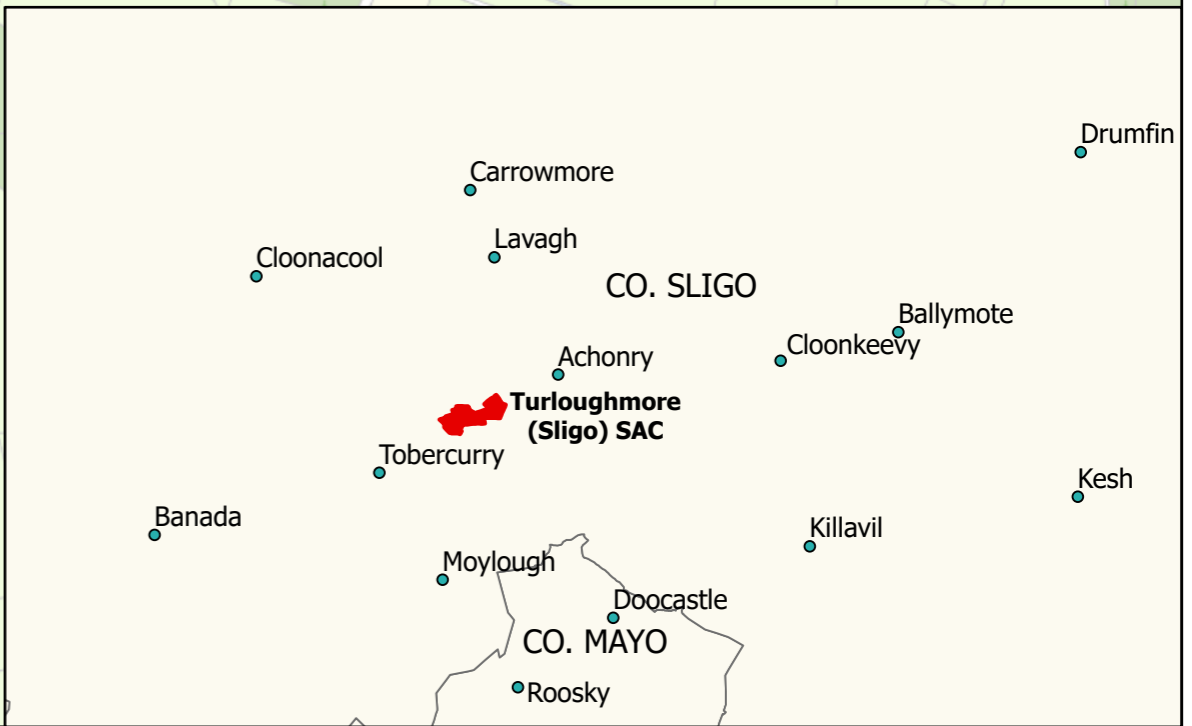 Drumfin
Carrowmore
Lavagh
Cloonacool
CO. SLIGO
Ballymote
Cloonkeevy
Achonry
Turloughmore
(Sligo) SAC
Tobercurry
Kesh
Banada
Killavil
Moylough
Doocastle
CO. MAYO
Roosky